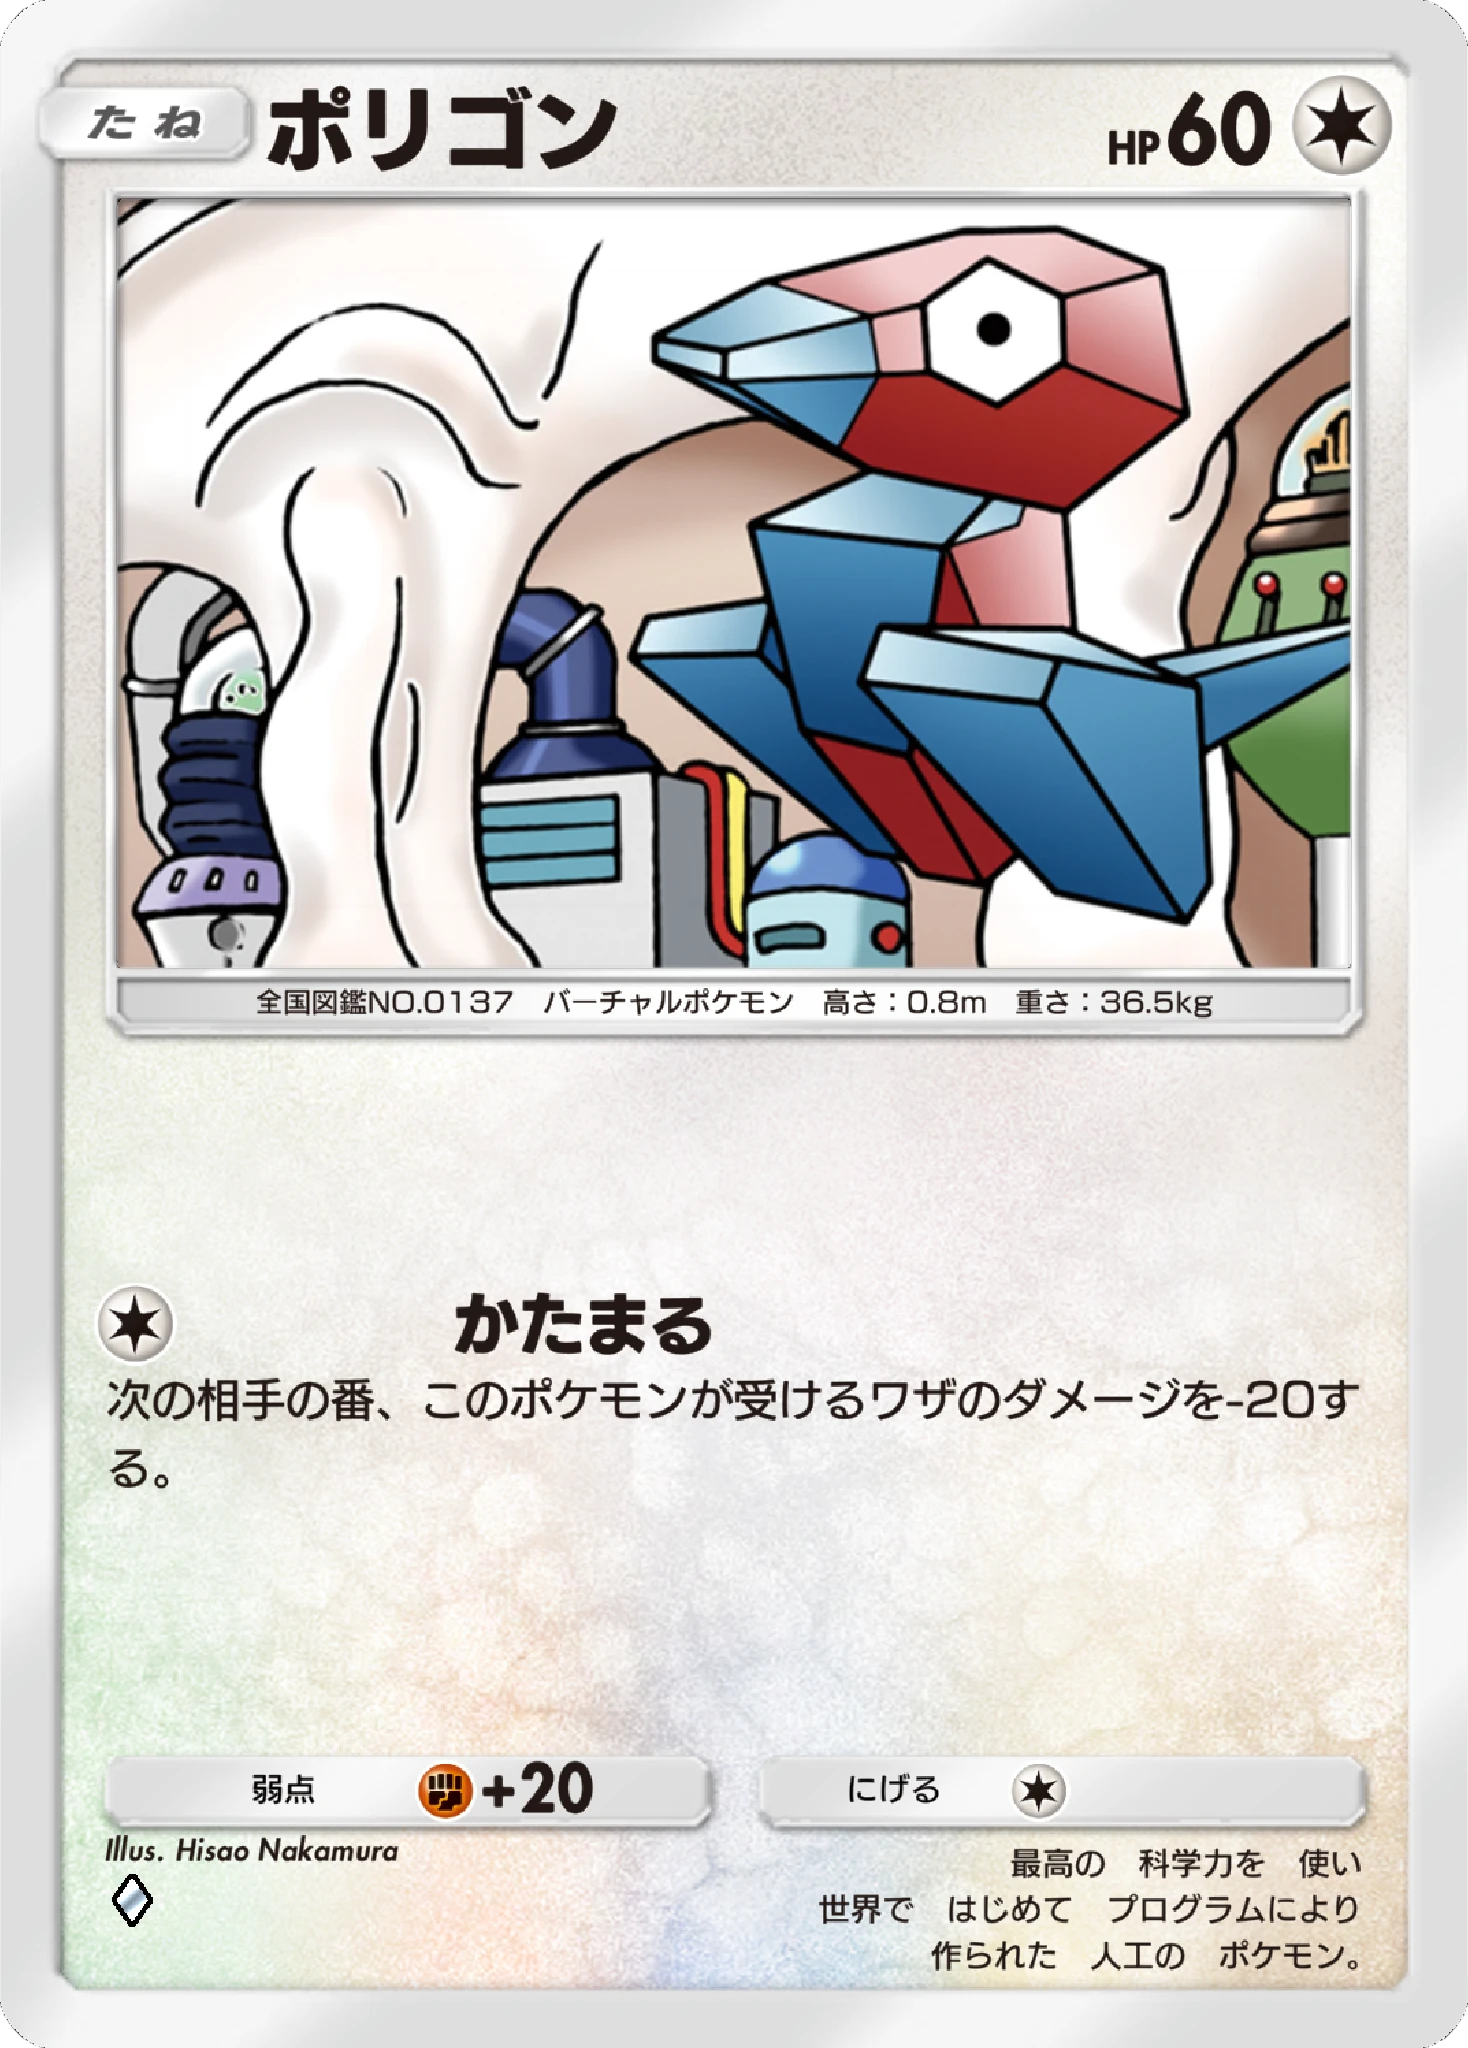 たね ポリゴン HP60
全国図鑑NO.0137 バーチャルポケモン 高さ：0.8m 重さ：36.5kg
かたまる
次の相手の番、このポケモンが受けるワザのダメージを-20す
る。
弱点 +20 にげる
Illus. Hisao Nakamura
最高の 科学力を 使い
世界で はじめて プログラムにより
作られた 人工の ポケモン。